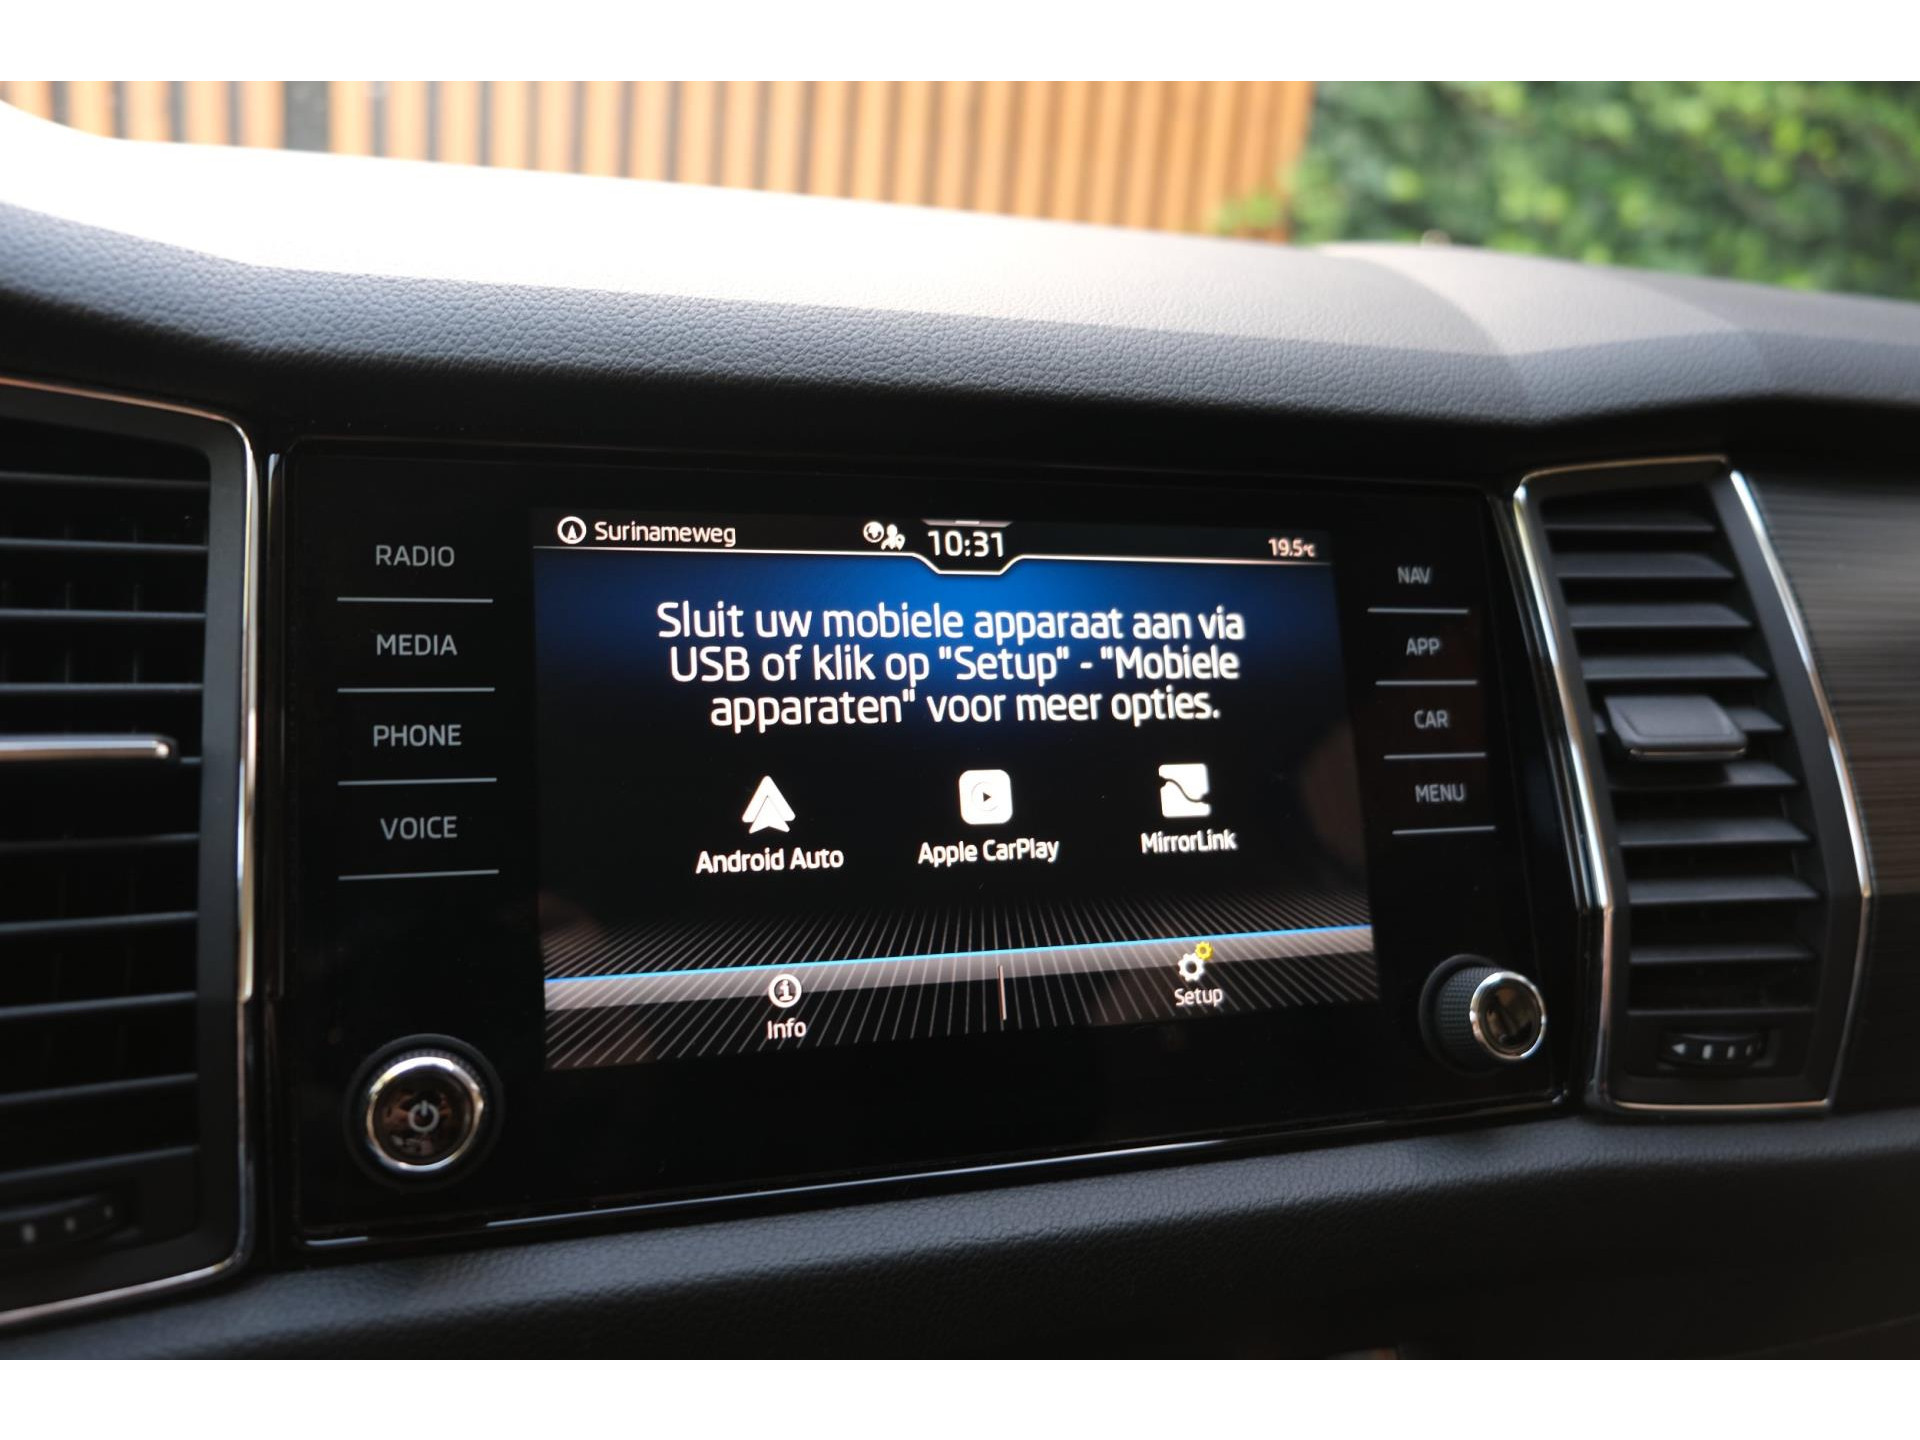 Surinameweg 10:31 19.5°C
RADIO
MEDIA
PHONE
VOICE
Sluit uw mobiele apparaat aan via
USB of klik op "Setup" - "Mobiele
apparaten" voor meer opties.
Android Auto
Apple CarPlay
MirrorLink
Info
Setup
NAV
APP
CAR
MENU